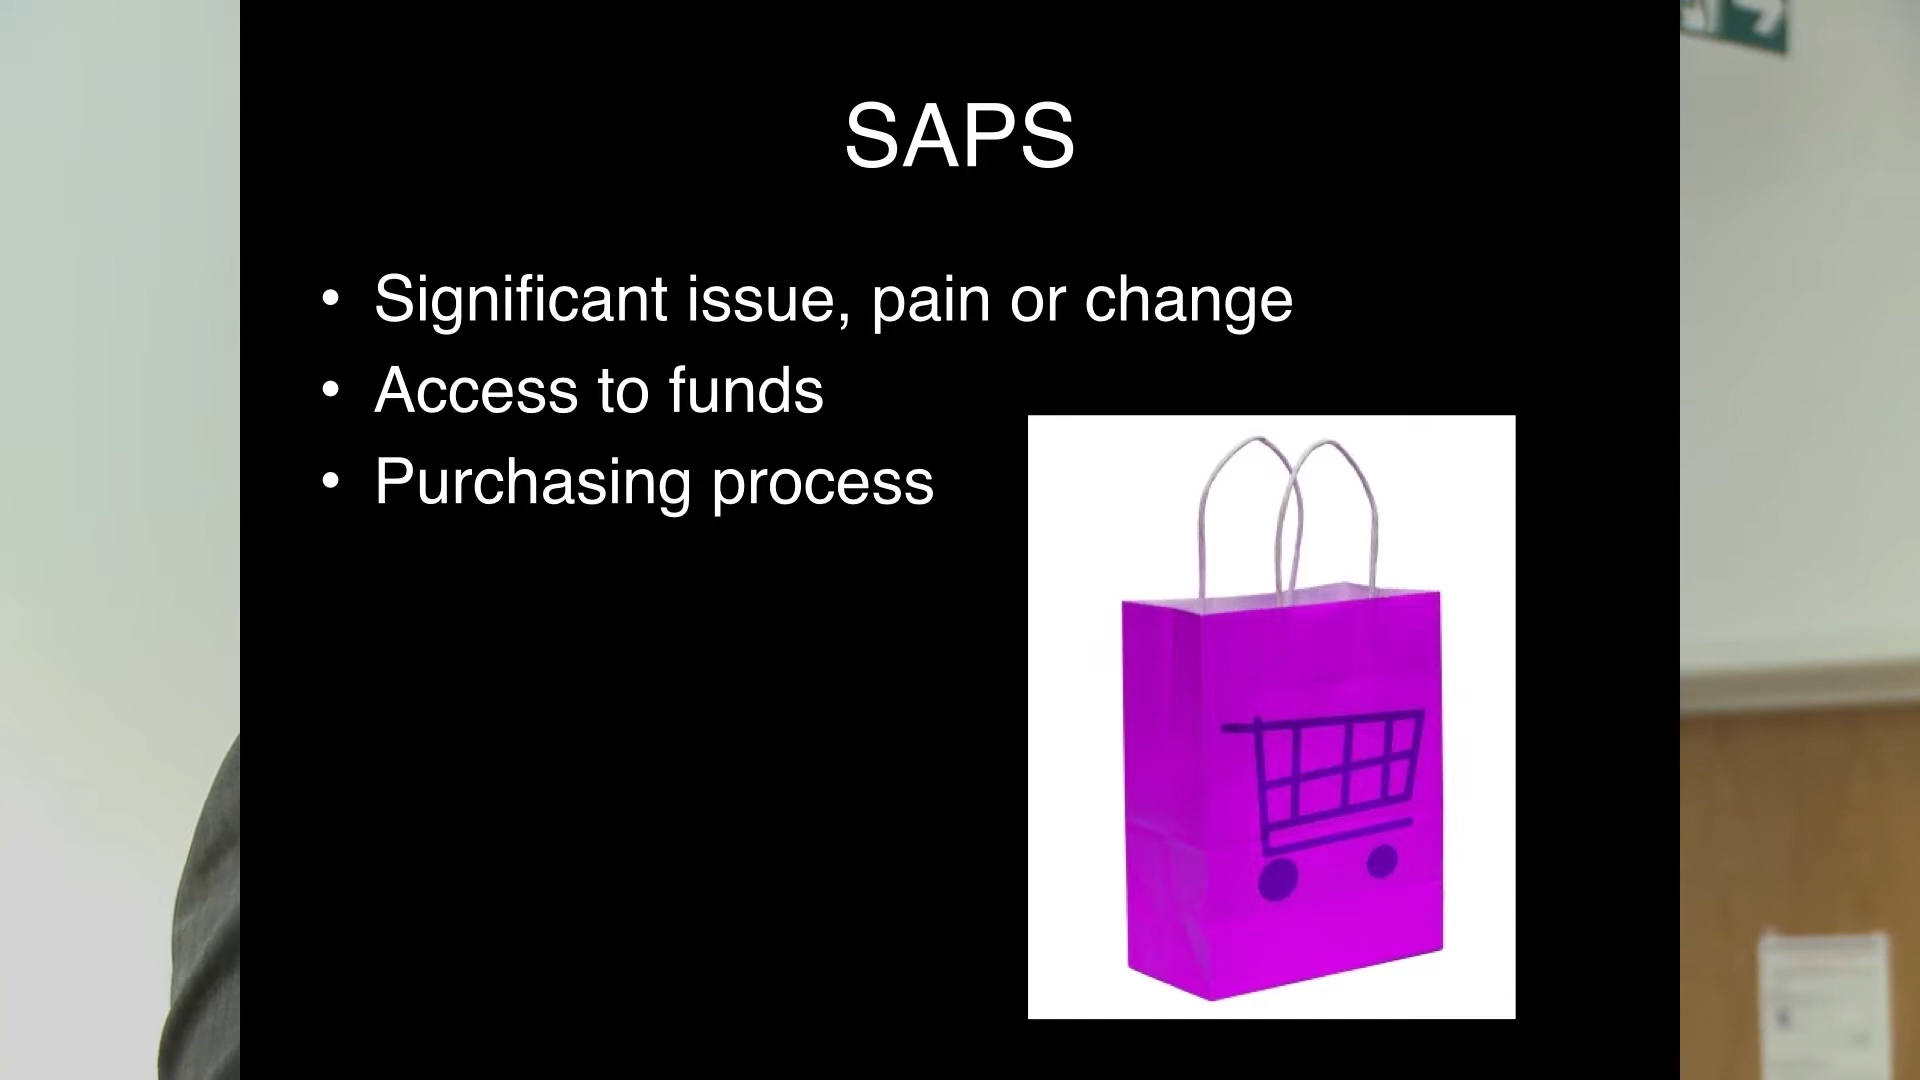 SAPS
• Significant issue, pain or change
• Access to funds
• Purchasing process